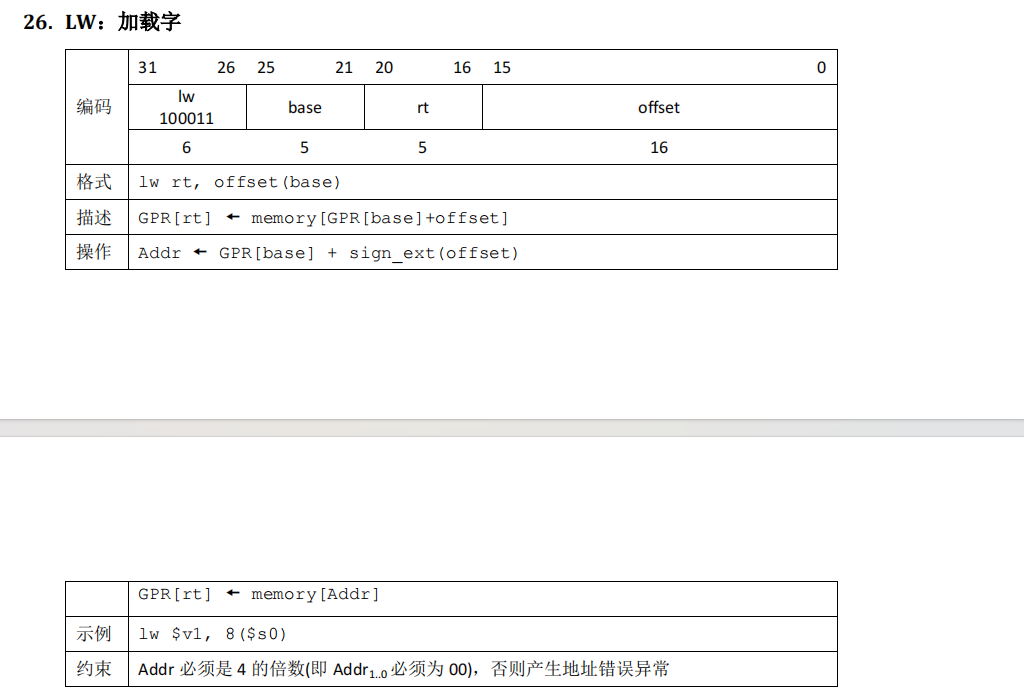 26. LW：加载字
31 26 25 21 20 16 15 0
编码
lw
100011
base rt offset
6 5 5 16
格式 lw rt, offset(base)
描述 GPR[rt] ← memory[GPR[base]+offset]
操作 Addr ← GPR[base] + sign_ext(offset)
GPR[rt] ← memory[Addr]
示例 lw $v1, 8($s0)
约束 Addr 必须是 4 的倍数(即 Addr1..0 必须为 00)，否则产生地址错误异常